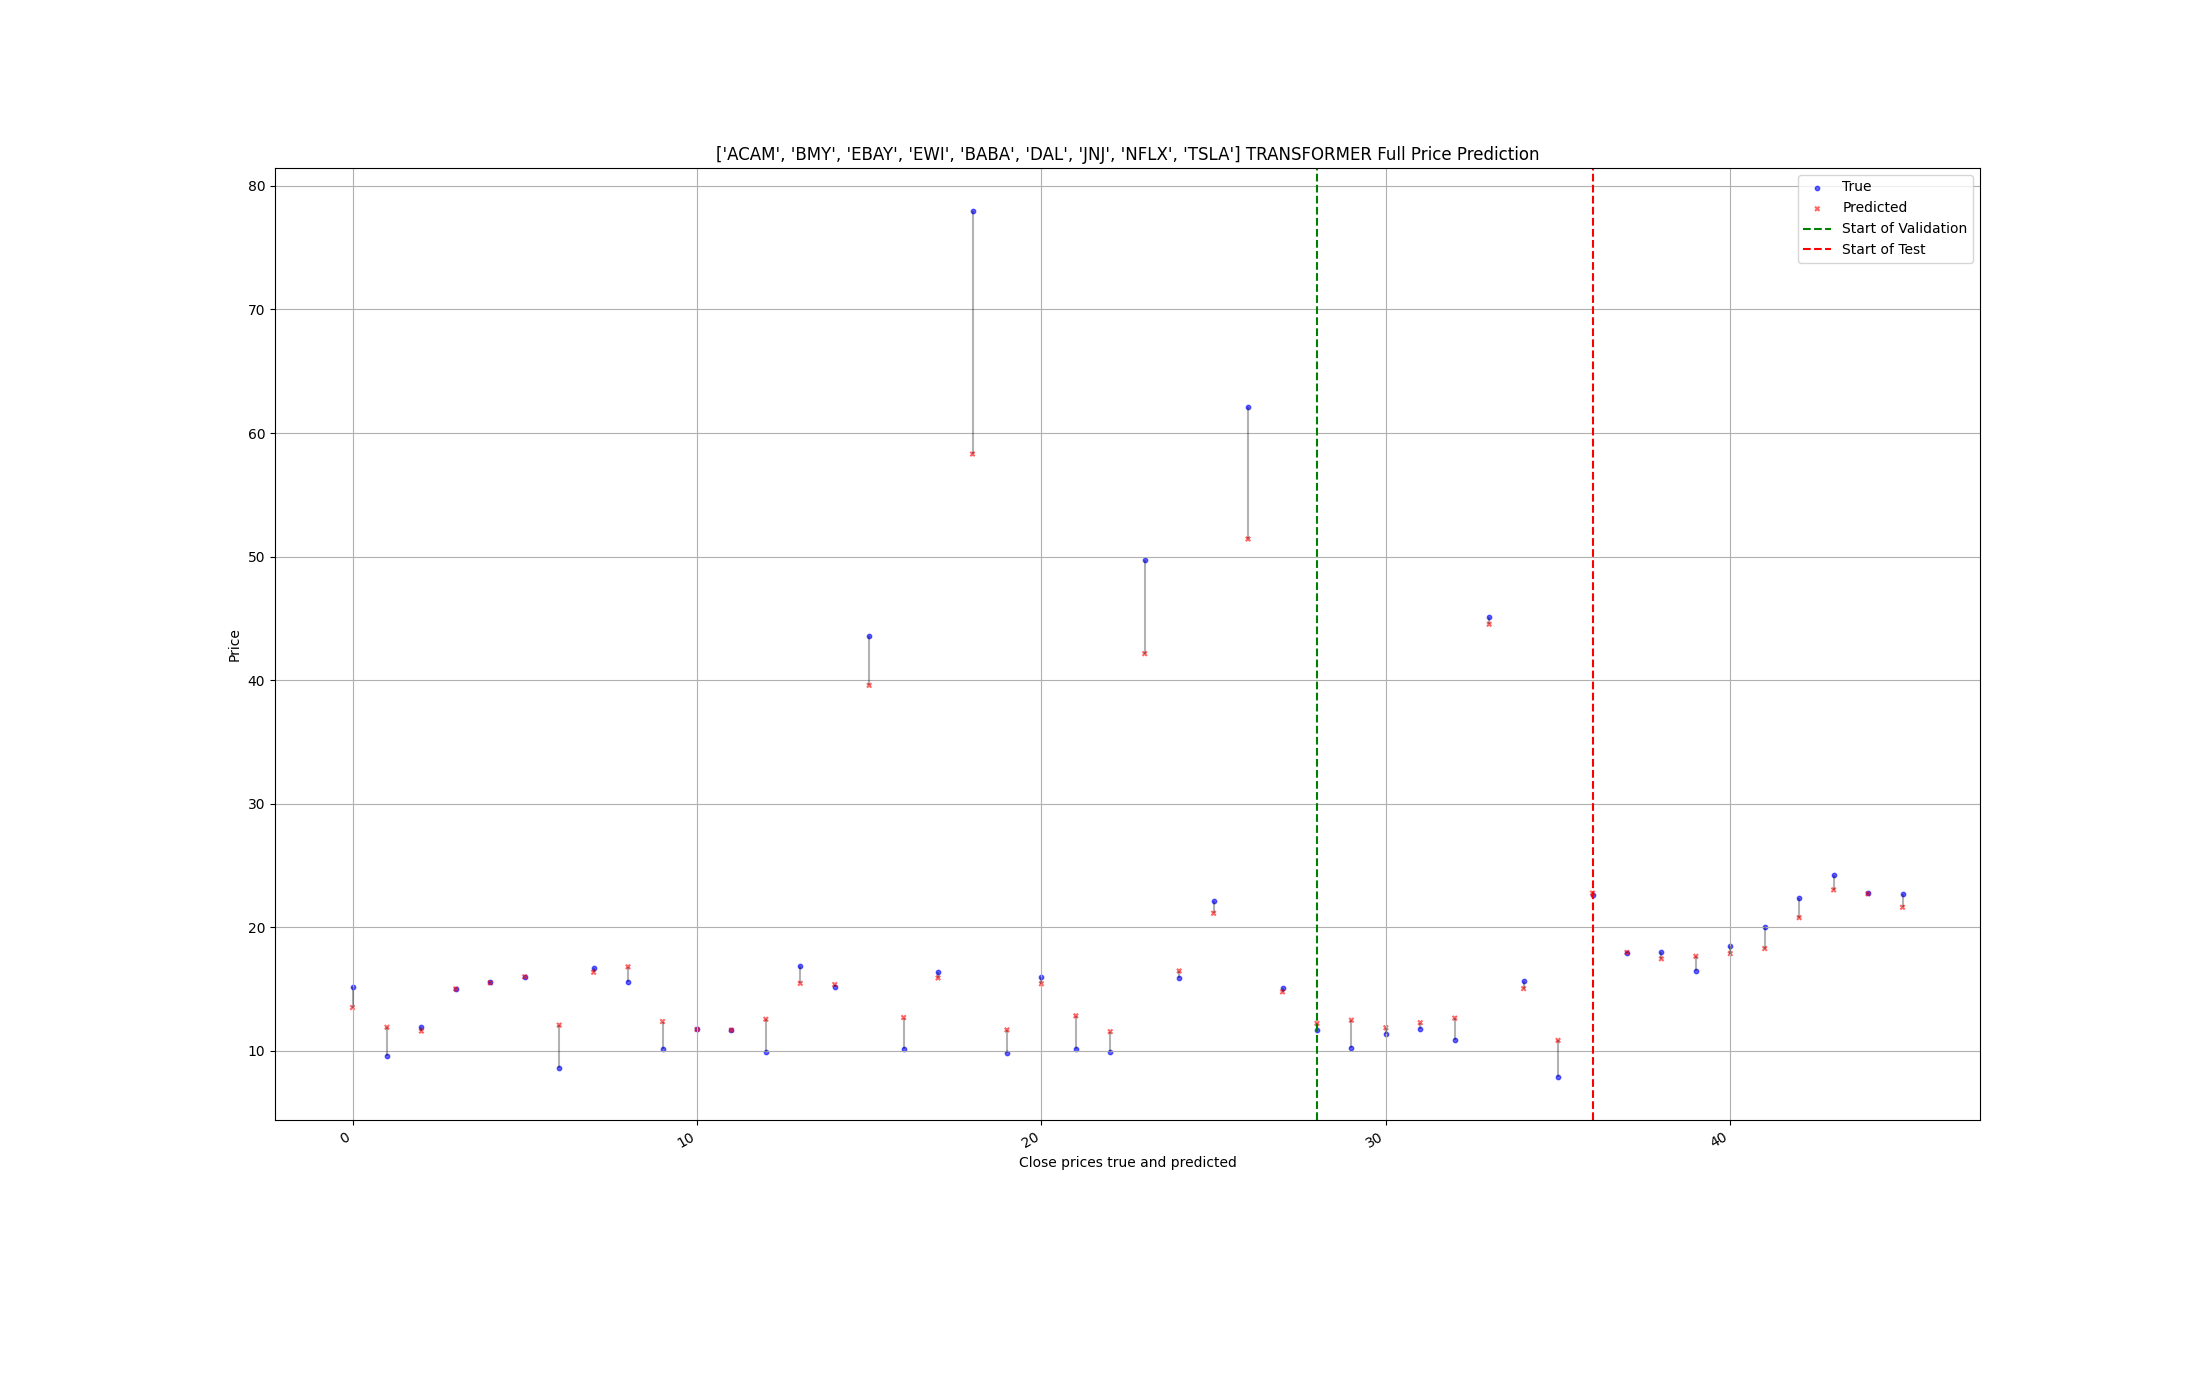 ['ACAM', 'BMY', 'EBAY', 'EWI', 'BABA', 'DAL', 'JNJ', 'NFLX', 'TSLA'] TRANSFORMER Full Price Prediction
True
Predicted
Start of Validation
Start of Test
Price
80
70
60
50
40
30
20
10
0
10
20
30
40
Close prices true and predicted